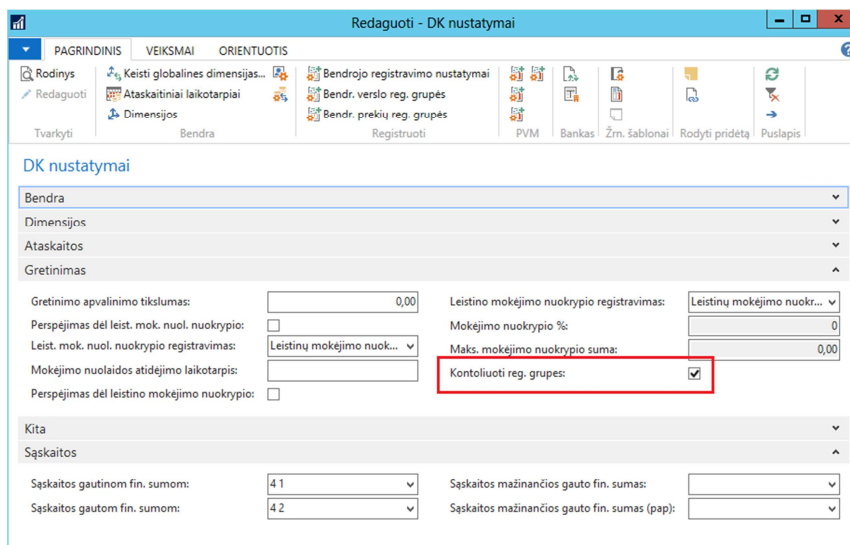 Redaguoti - DK nustatymai
PAGRINDINIS VEIKSMAI ORIENTUOTIS
Rodinys
Redaguoti
Tvarkyti
Keisti globalines dimensijas...
Ataskaitiniai laikotarpiai
Dimensijos
Bendra
Bendrojo registravimo nustatymai
Bendr. verslo reg. grupės
Bendr. prekių reg. grupės
Registruoti
PVM
Bankas
Žrn. šablonai
Rodyti pridėtą
Puslapis
DK nustatymai
Bendra
Dimensijos
Ataskaitos
Gretinimas
Gretinimo apvalinimo tikslumas: 0,00
Perspėjimas dėl leist. mok. nuol. nuokrypio:
Leist. mok. nuol. nuokrypio registravimas: Leistinų mokėjimo nuok...
Mokėjimo nuolaidos atidėjimo laikotarpis:
Perspėjimas dėl leistino mokėjimo nuokrypio:
Leistino mokėjimo nuokrypio registravimas: Leistinų mokėjimo nuokr...
Mokėjimo nuokrypio %: 0
Maks. mokėjimo nuokrypio suma: 0,00
Kontoliuoti reg. grupes:
Kita
Sąskaitos
Sąskaitos gautinom fin. sumom: 4 1
Sąskaitos gautom fin. sumom: 4 2
Sąskaitos mažinančios gauto fin. sumas:
Sąskaitos mažinančios gauto fin. sumas (pap):